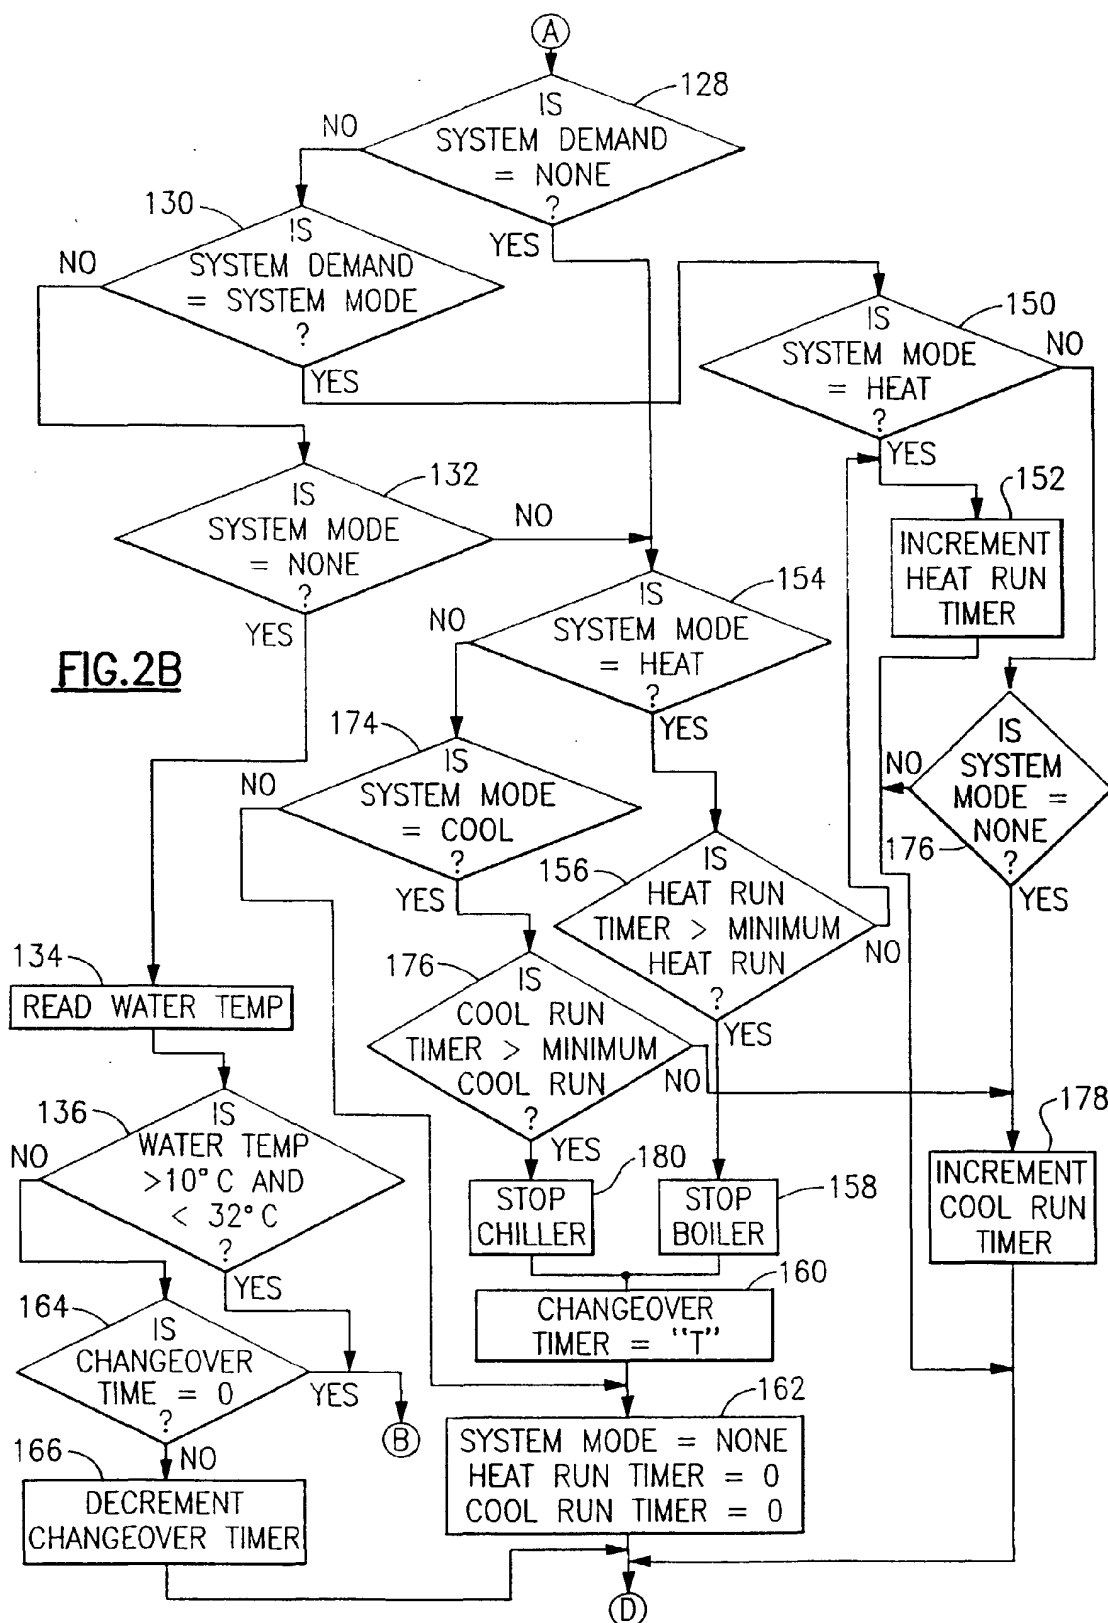 A
128
IS
SYSTEM DEMAND
= NONE
?
NO
YES
130
IS
SYSTEM DEMAND
= SYSTEM MODE
?
NO
YES
150
IS
SYSTEM MODE
= HEAT
?
NO
YES
132
IS
SYSTEM MODE
= NONE
?
NO
YES
152
INCREMENT
HEAT RUN
TIMER
154
IS
SYSTEM MODE
= HEAT
?
NO
YES
FIG.2B
174
IS
SYSTEM MODE
= COOL
?
NO
YES
IS
SYSTEM
MODE =
NONE
?
NO
176
YES
156
IS
HEAT RUN
TIMER > MINIMUM
HEAT RUN
?
NO
YES
134
READ WATER TEMP
176
IS
COOL RUN
TIMER > MINIMUM
COOL RUN
?
NO
YES
136
IS
WATER TEMP
>10°C AND
< 32°C
?
NO
YES
180
STOP
CHILLER
158
STOP
BOILER
178
INCREMENT
COOL RUN
TIMER
160
CHANGEOVER
TIMER = "T"
164
IS
CHANGEOVER
TIME = 0
?
YES
NO
B
162
SYSTEM MODE = NONE
HEAT RUN TIMER = 0
COOL RUN TIMER = 0
166
DECREMENT
CHANGEOVER TIMER
D